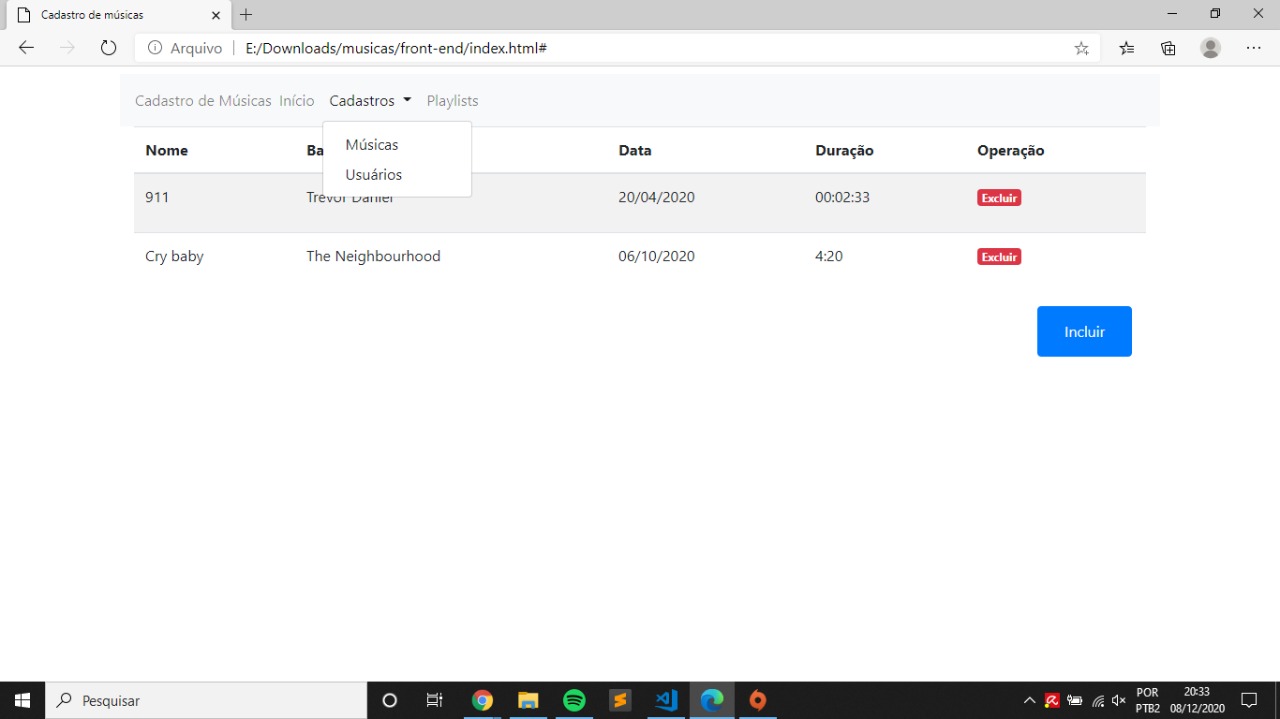 Cadastro de músicas
Arquivo E:/Downloads/musicas/front-end/index.html#
Cadastro de Músicas Início Cadastros Playlists
Músicas
Usuários
Nome Ba Data Duração Operação
911 Trevor Daniel 20/04/2020 00:02:33 Excluir
Cry baby The Neighbourhood 06/10/2020 4:20 Excluir
Incluir
Pesquisar
POR 20:33
PTB2 08/12/2020